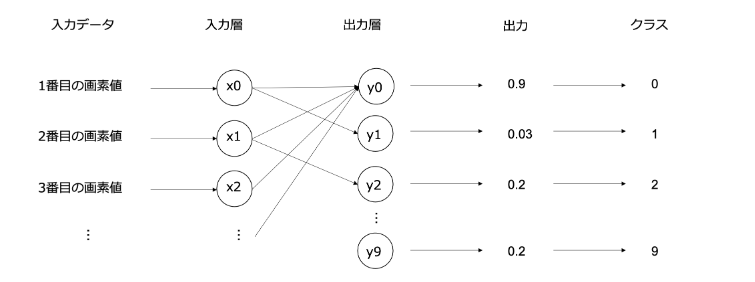 入力データ 入力層 出力層 出力 クラス
1番目の画素値 x0 y0 0.9 0
2番目の画素値 x1 y1 0.03 1
3番目の画素値 x2 y2 0.2 2
⋮ ⋮ ⋮
y9 0.2 9